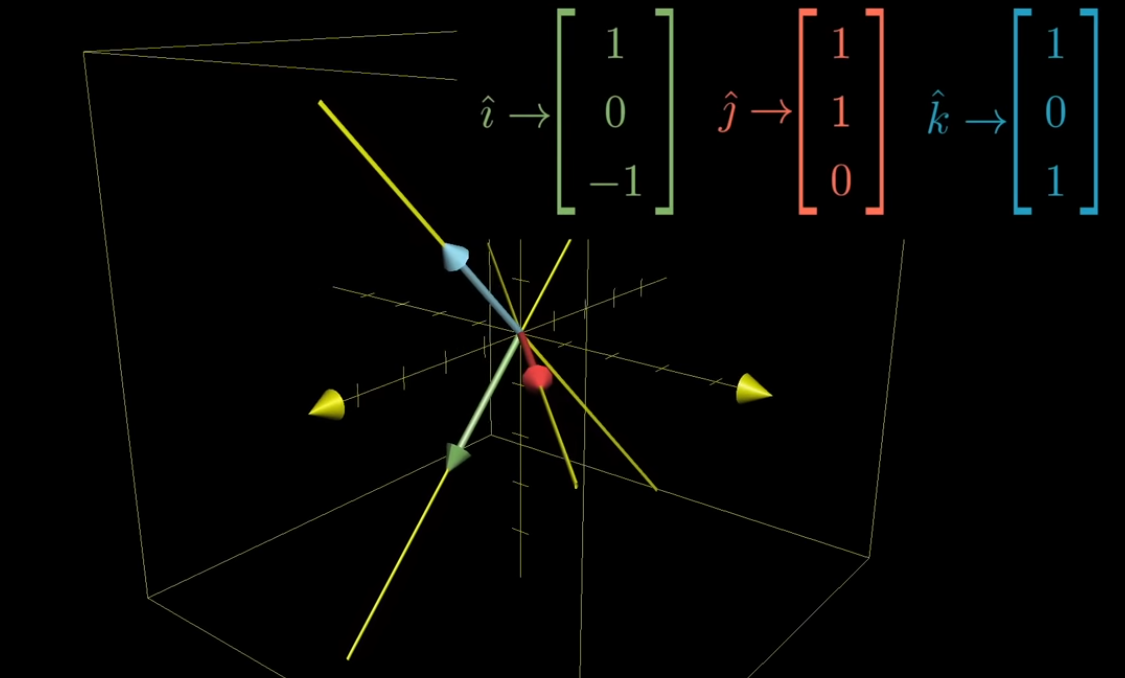 î → [1 0 −1] ĵ → [1 1 0] k̂ → [1 0 1]